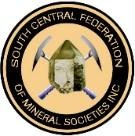 SOUTH CENTRAL FEDERATION
OF MINERAL SOCIETIES INC